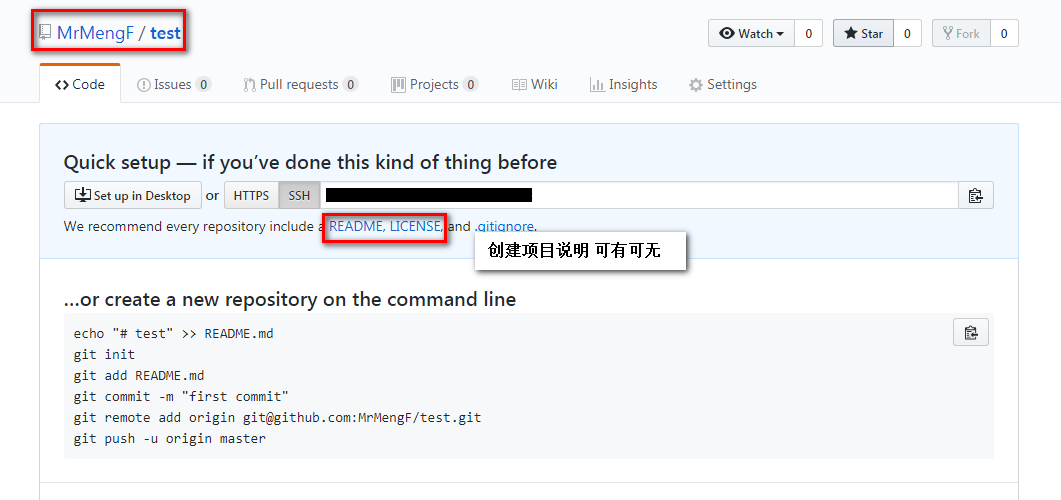 MrMengF / test
Watch 0 Star 0 Fork 0
Code Issues 0 Pull requests 0 Projects 0 Wiki Insights Settings
Quick setup — if you’ve done this kind of thing before
Set up in Desktop or HTTPS SSH
We recommend every repository include a README, LICENSE, and .gitignore.
创建项目说明 可有可无
…or create a new repository on the command line
echo "# test" >> README.md
git init
git add README.md
git commit -m "first commit"
git remote add origin git@github.com:MrMengF/test.git
git push -u origin master